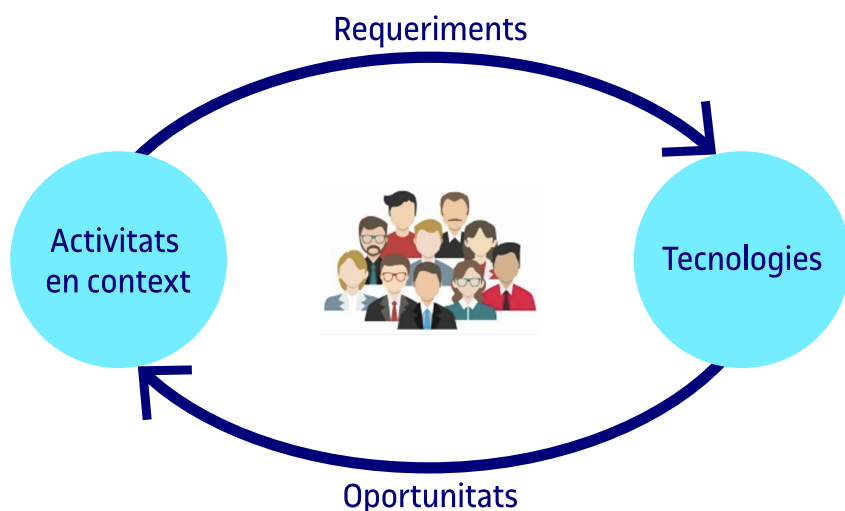 Requeriments
Activitats
en context
Tecnologies
Oportunitats